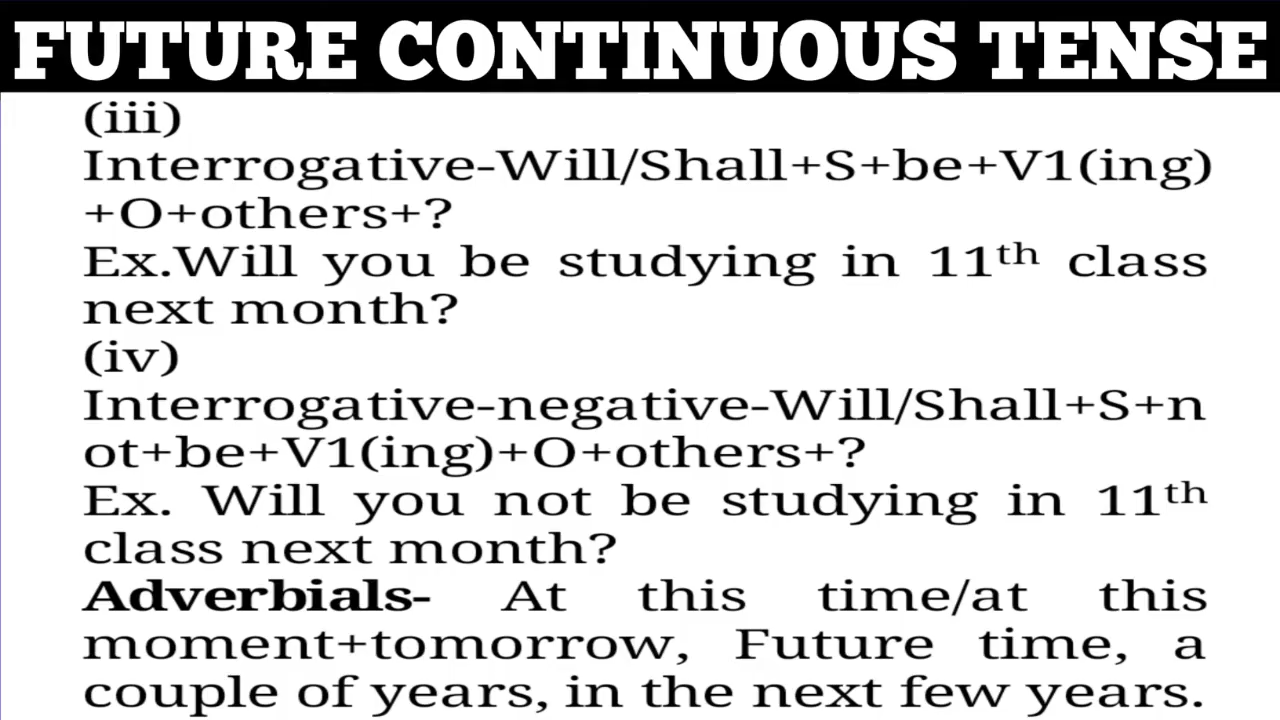 FUTURE CONTINUOUS TENSE
(iii)
Interrogative-Will/Shall+S+be+V1(ing)
+O+others+?
Ex.Will you be studying in 11th class
next month?
(iv)
Interrogative-negative-Will/Shall+S+n
ot+be+V1(ing)+O+others+?
Ex. Will you not be studying in 11th
class next month?
Adverbials- At this time/at this
moment+tomorrow, Future time, a
couple of years, in the next few years.